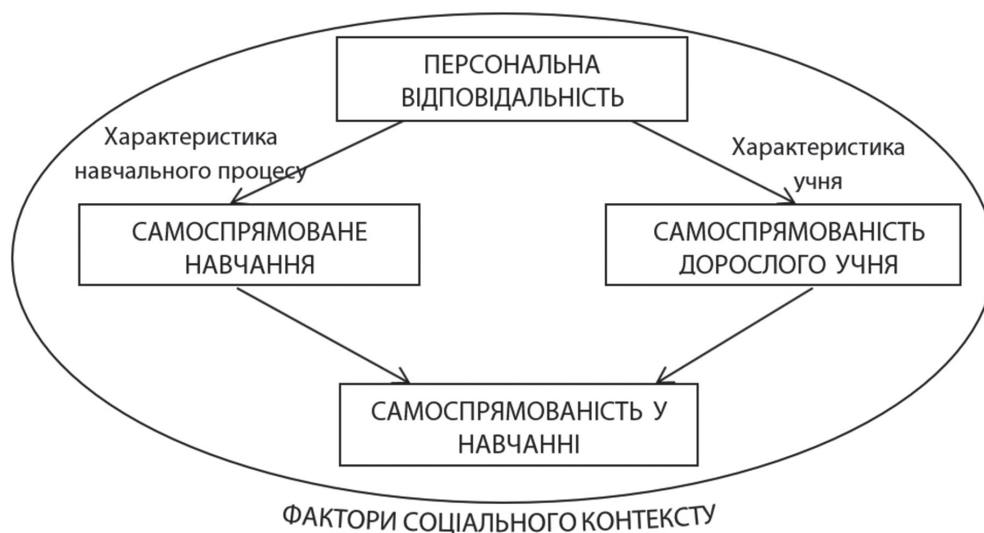 ПЕРСОНАЛЬНА
ВІДПОВІДАЛЬНІСТЬ
Характеристика
навчального процесу
Характеристика
учня
САМОСПРЯМОВАНЕ
НАВЧАННЯ
САМОСПРЯМОВАНІСТЬ
ДОРОСЛОГО УЧНЯ
САМОСПРЯМОВАНІСТЬ У
НАВЧАННІ
ФАКТОРИ СОЦІАЛЬНОГО КОНТЕКСТУ